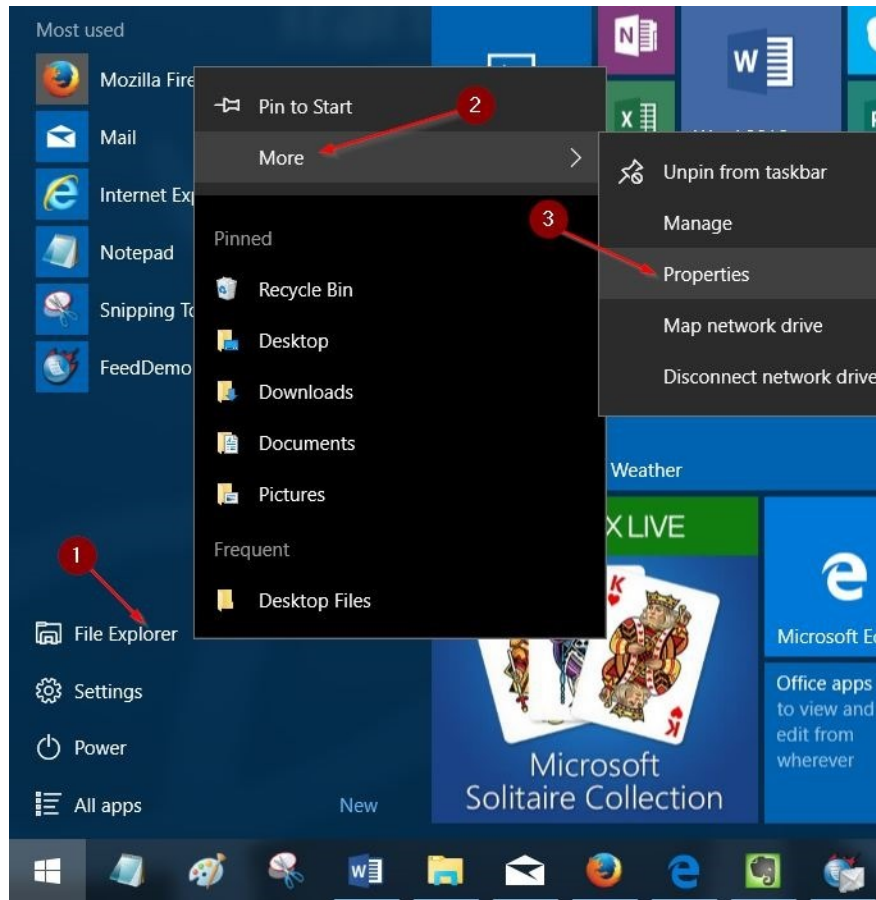 Most used
Mozilla Fire
Mail
Internet Exp
Notepad
Snipping To
FeedDemo
1
File Explorer
Settings
Power
All apps
New
Pin to Start
2
More
Pinned
Recycle Bin
Desktop
Downloads
Documents
Pictures
Frequent
Desktop Files
Unpin from taskbar
Manage
3
Properties
Map network drive
Disconnect network drive
Weather
X LIVE
Microsoft
Solitaire Collection
Microsoft Ed
Office apps
to view and
edit from
wherever